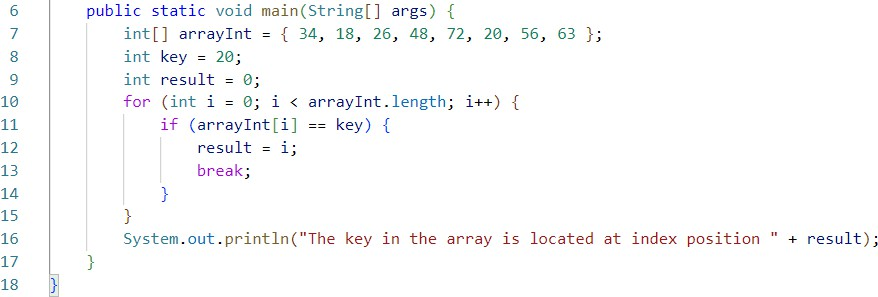 6 public static void main(String[] args) {
7 int[] arrayInt = { 34, 18, 26, 48, 72, 20, 56, 63 };
8 int key = 20;
9 int result = 0;
10 for (int i = 0; i < arrayInt.length; i++) {
11 if (arrayInt[i] == key) {
12 result = i;
13 break;
14 }
15 }
16 System.out.println("The key in the array is located at index position " + result);
17 }
18 }